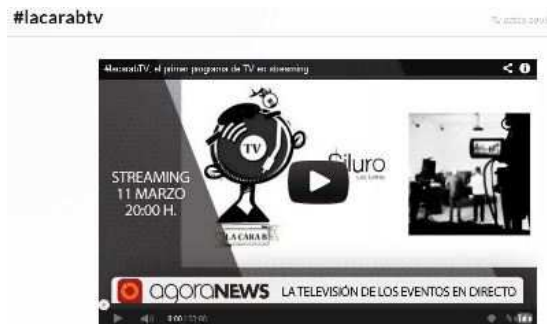 #lacarabtv
#lacarabTV, el primer programa de TV en streaming
TV
Siluro
STREAMING
11 MARZO
20:00 H.
LA CARA B
agoraNEWS LA TELEVISIÓN DE LOS EVENTOS EN DIRECTO